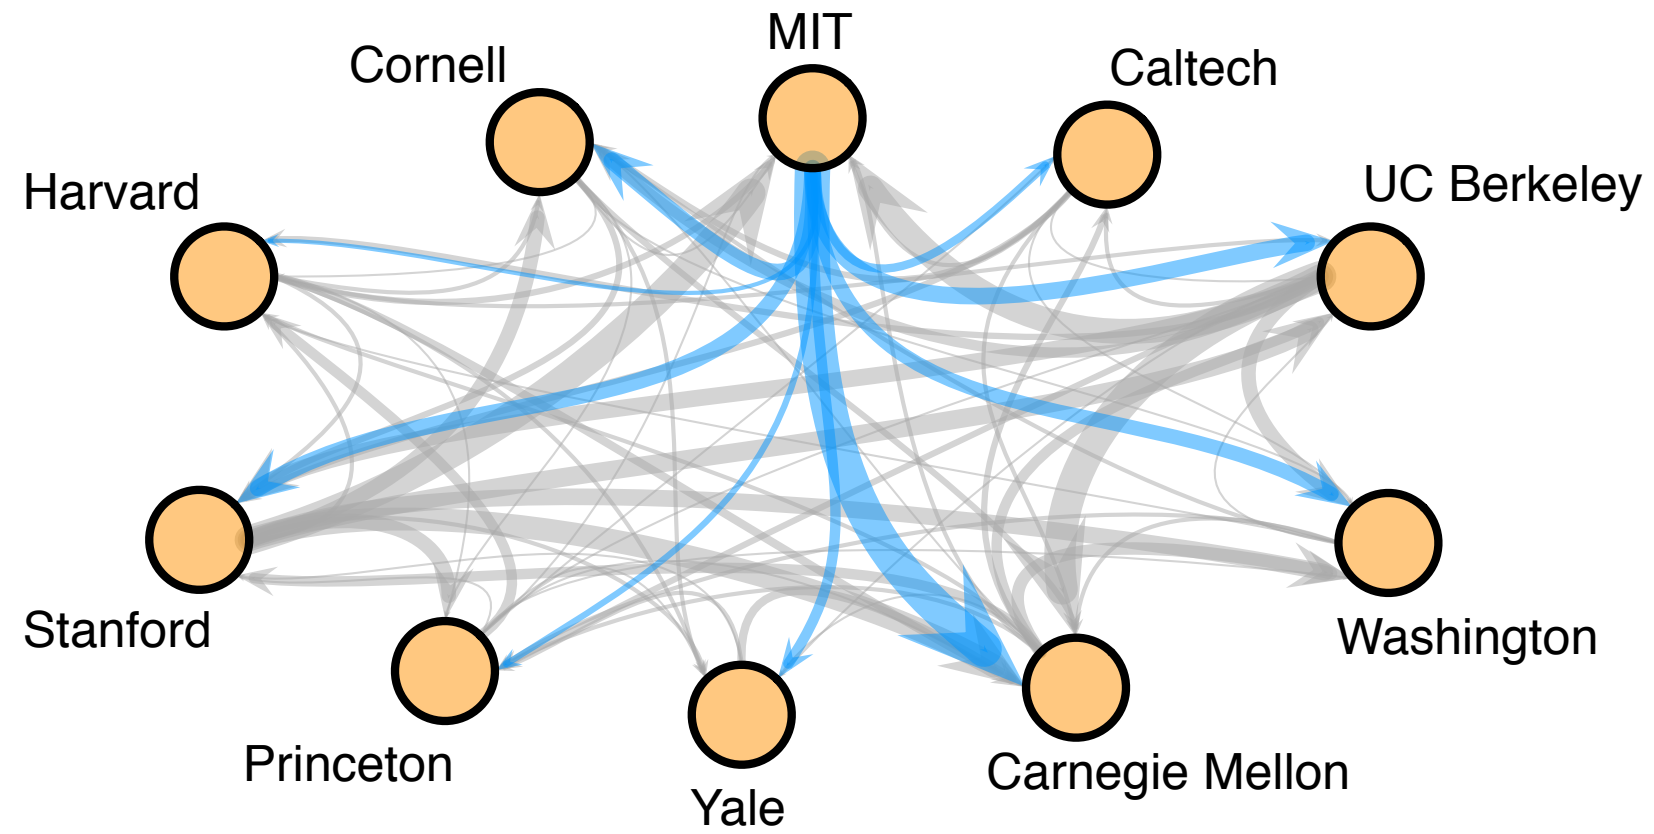 MIT
Cornell
Caltech
UC Berkeley
Harvard
Stanford
Washington
Princeton
Carnegie Mellon
Yale